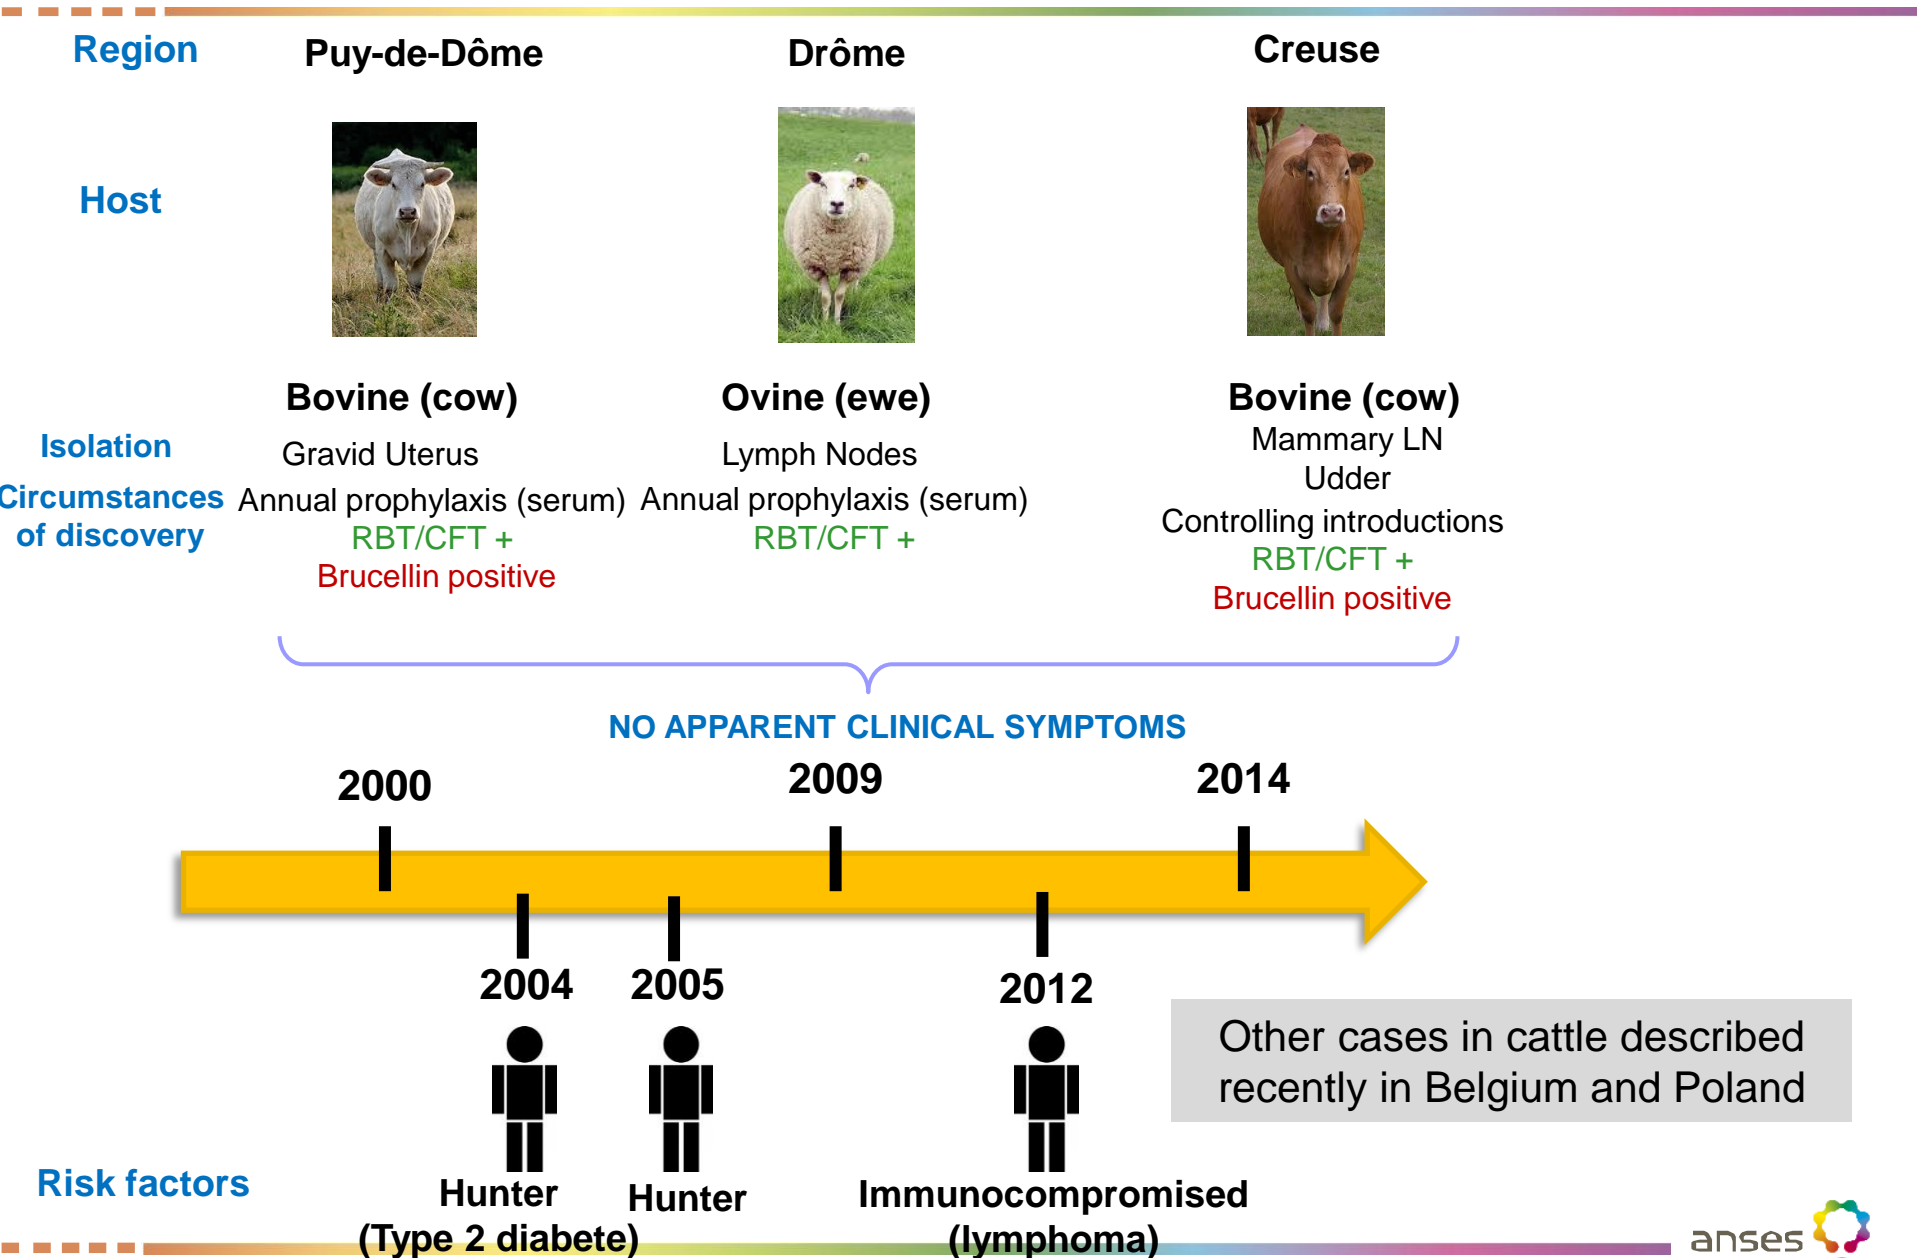 Region
Puy-de-Dôme
Drôme
Creuse
Host
Bovine (cow)
Ovine (ewe)
Bovine (cow)
Isolation
Gravid Uterus
Lymph Nodes
Mammary LN
Udder
Circumstances
of discovery
Annual prophylaxis (serum)
RBT/CFT +
Brucellin positive
Annual prophylaxis (serum)
RBT/CFT +
Controlling introductions
RBT/CFT +
Brucellin positive
NO APPARENT CLINICAL SYMPTOMS
2000
2009
2014
2004
2005
2012
Other cases in cattle described
recently in Belgium and Poland
Risk factors
Hunter
(Type 2 diabete)
Hunter
Immunocompromised
(lymphoma)
anses